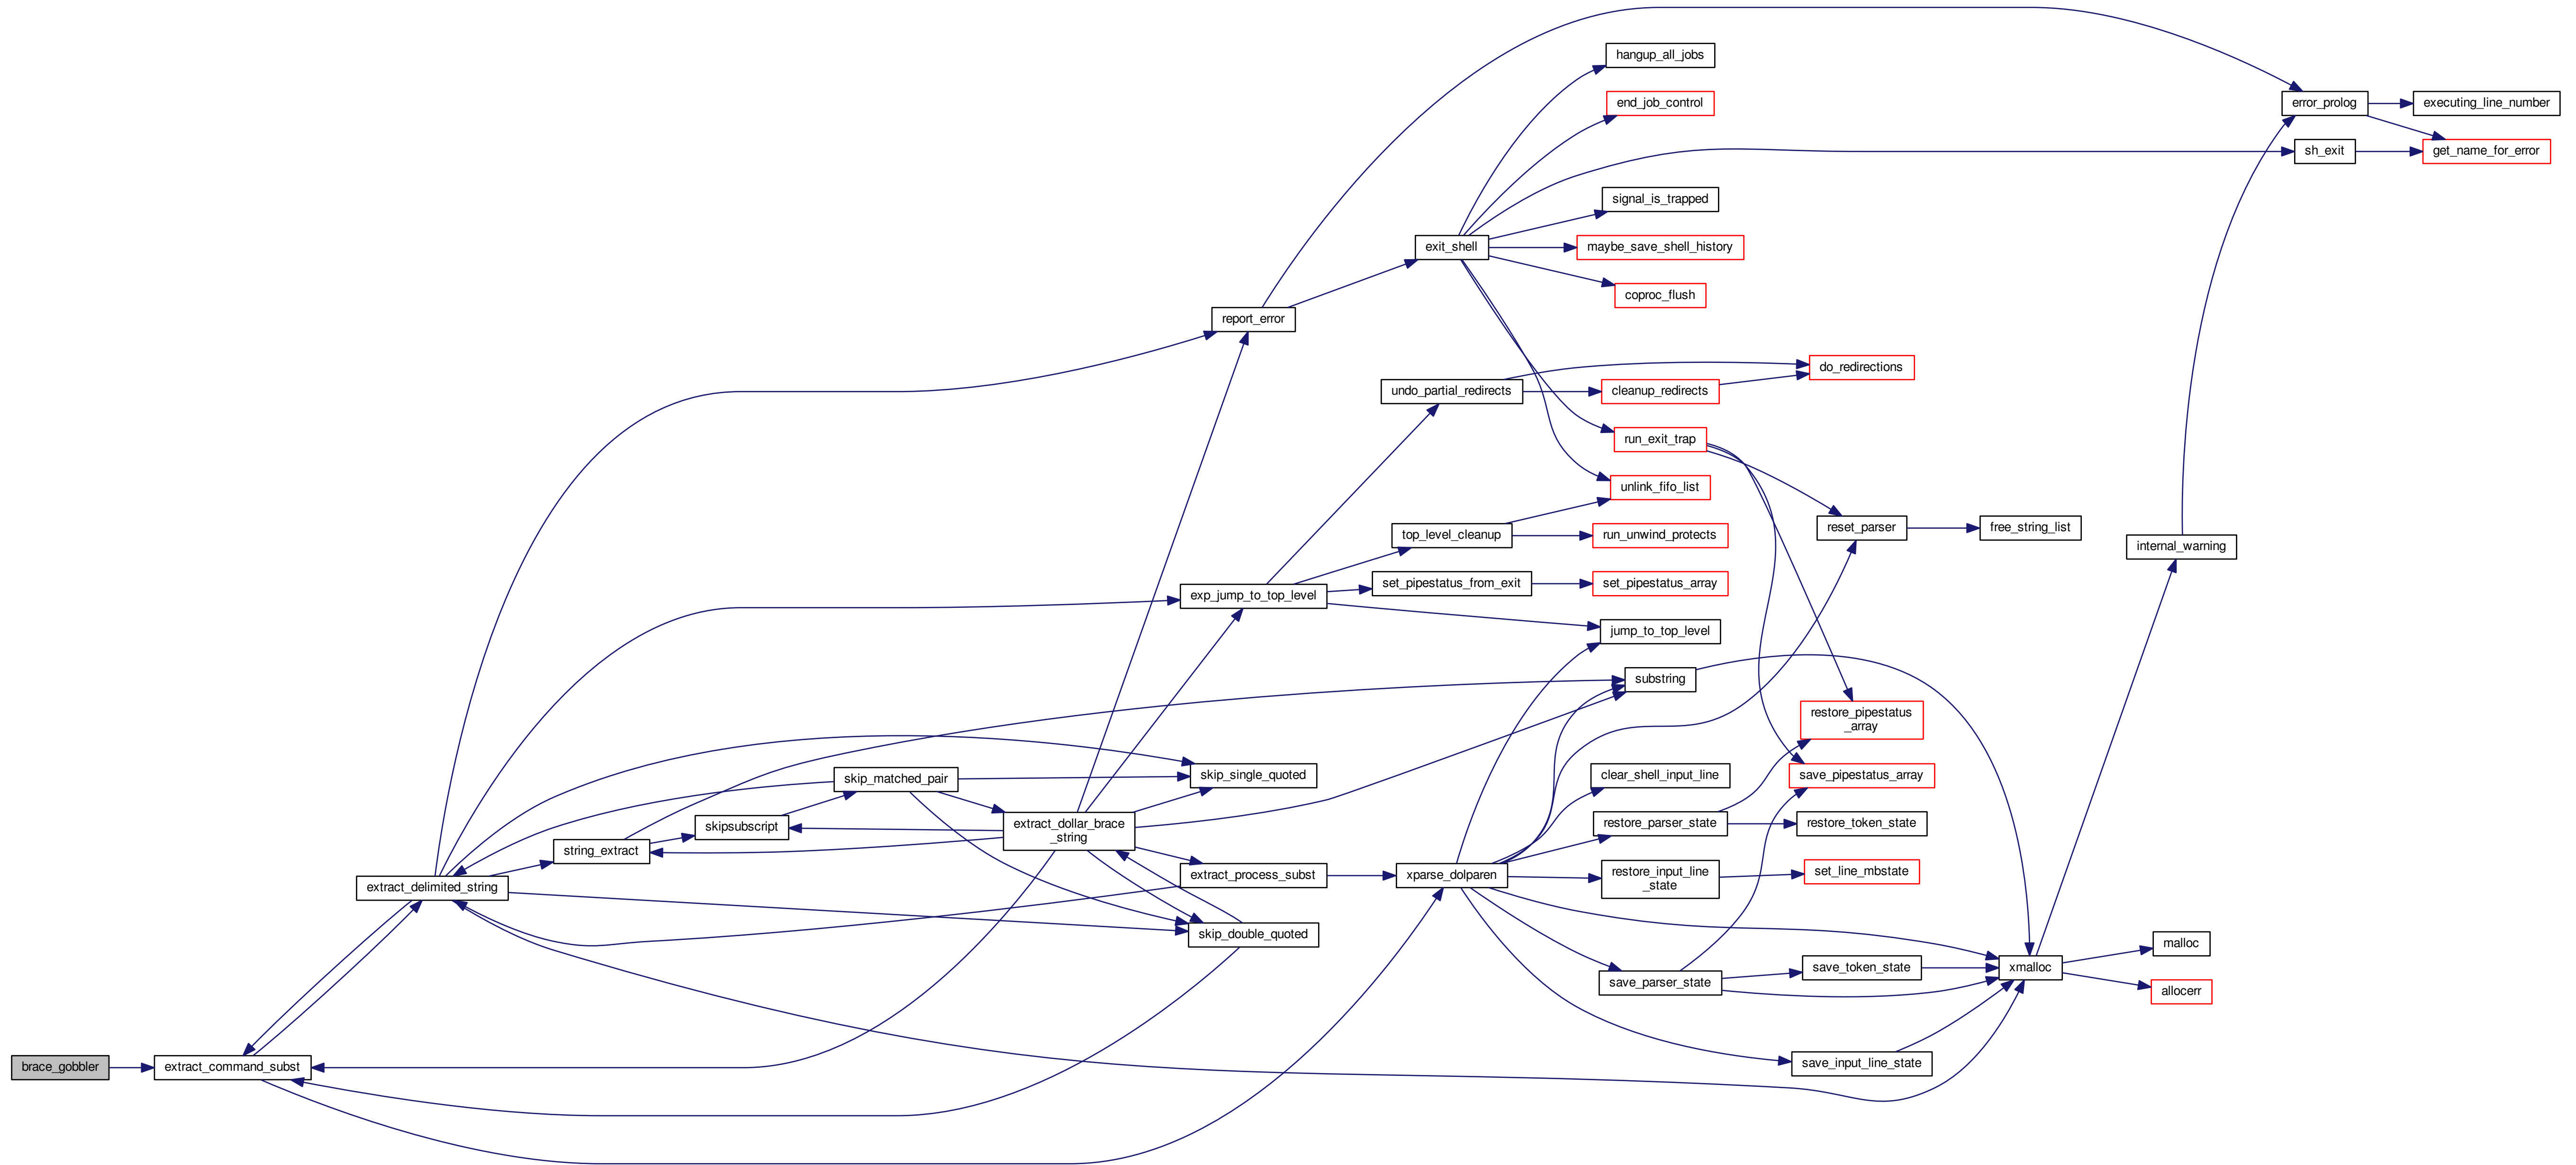 hangup_all_jobs
end_job_control
error_prolog
executing_line_number
sh_exit
get_name_for_error
signal_is_trapped
exit_shell
maybe_save_shell_history
coproc_flush
report_error
do_redirections
undo_partial_redirects
cleanup_redirects
run_exit_trap
unlink_fifo_list
reset_parser
free_string_list
top_level_cleanup
run_unwind_protects
internal_warning
set_pipestatus_from_exit
set_pipestatus_array
exp_jump_to_top_level
jump_to_top_level
substring
restore_pipestatus
_array
skip_matched_pair
skip_single_quoted
clear_shell_input_line
save_pipestatus_array
skipsubscript
extract_dollar_brace
_string
restore_parser_state
restore_token_state
string_extract
extract_delimited_string
extract_process_subst
xparse_dolparen
restore_input_line
_state
set_line_mbstate
skip_double_quoted
malloc
save_token_state
xmalloc
save_parser_state
allocerr
brace_gobbler
extract_command_subst
save_input_line_state